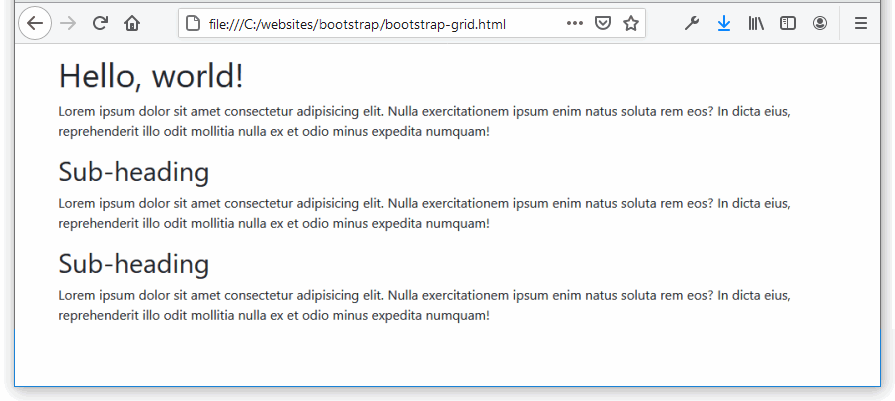 file:///C:/websites/bootstrap/bootstrap-grid.html
Hello, world!
Lorem ipsum dolor sit amet consectetur adipisicing elit. Nulla exercitationem ipsum enim natus soluta rem eos? In dicta eius,
reprehenderit illo odit mollitia nulla ex et odio minus expedita numquam!
Sub-heading
Lorem ipsum dolor sit amet consectetur adipisicing elit. Nulla exercitationem ipsum enim natus soluta rem eos? In dicta eius,
reprehenderit illo odit mollitia nulla ex et odio minus expedita numquam!
Sub-heading
Lorem ipsum dolor sit amet consectetur adipisicing elit. Nulla exercitationem ipsum enim natus soluta rem eos? In dicta eius,
reprehenderit illo odit mollitia nulla ex et odio minus expedita numquam!